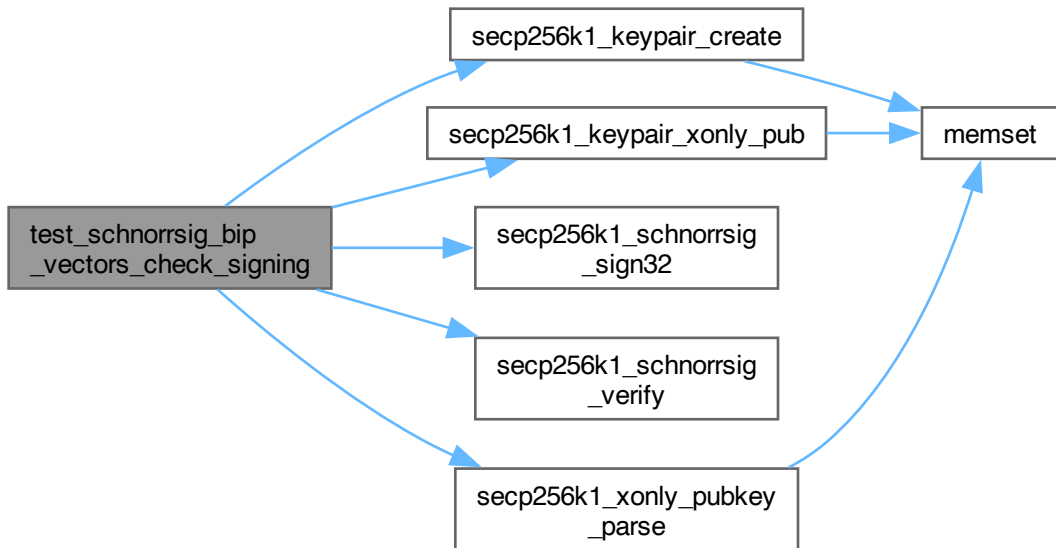 secp256k1_keypair_create
secp256k1_keypair_xonly_pub
memset
test_schnorrsig_bip
_vectors_check_signing
secp256k1_schnorrsig
_sign32
secp256k1_schnorrsig
_verify
secp256k1_xonly_pubkey
_parse